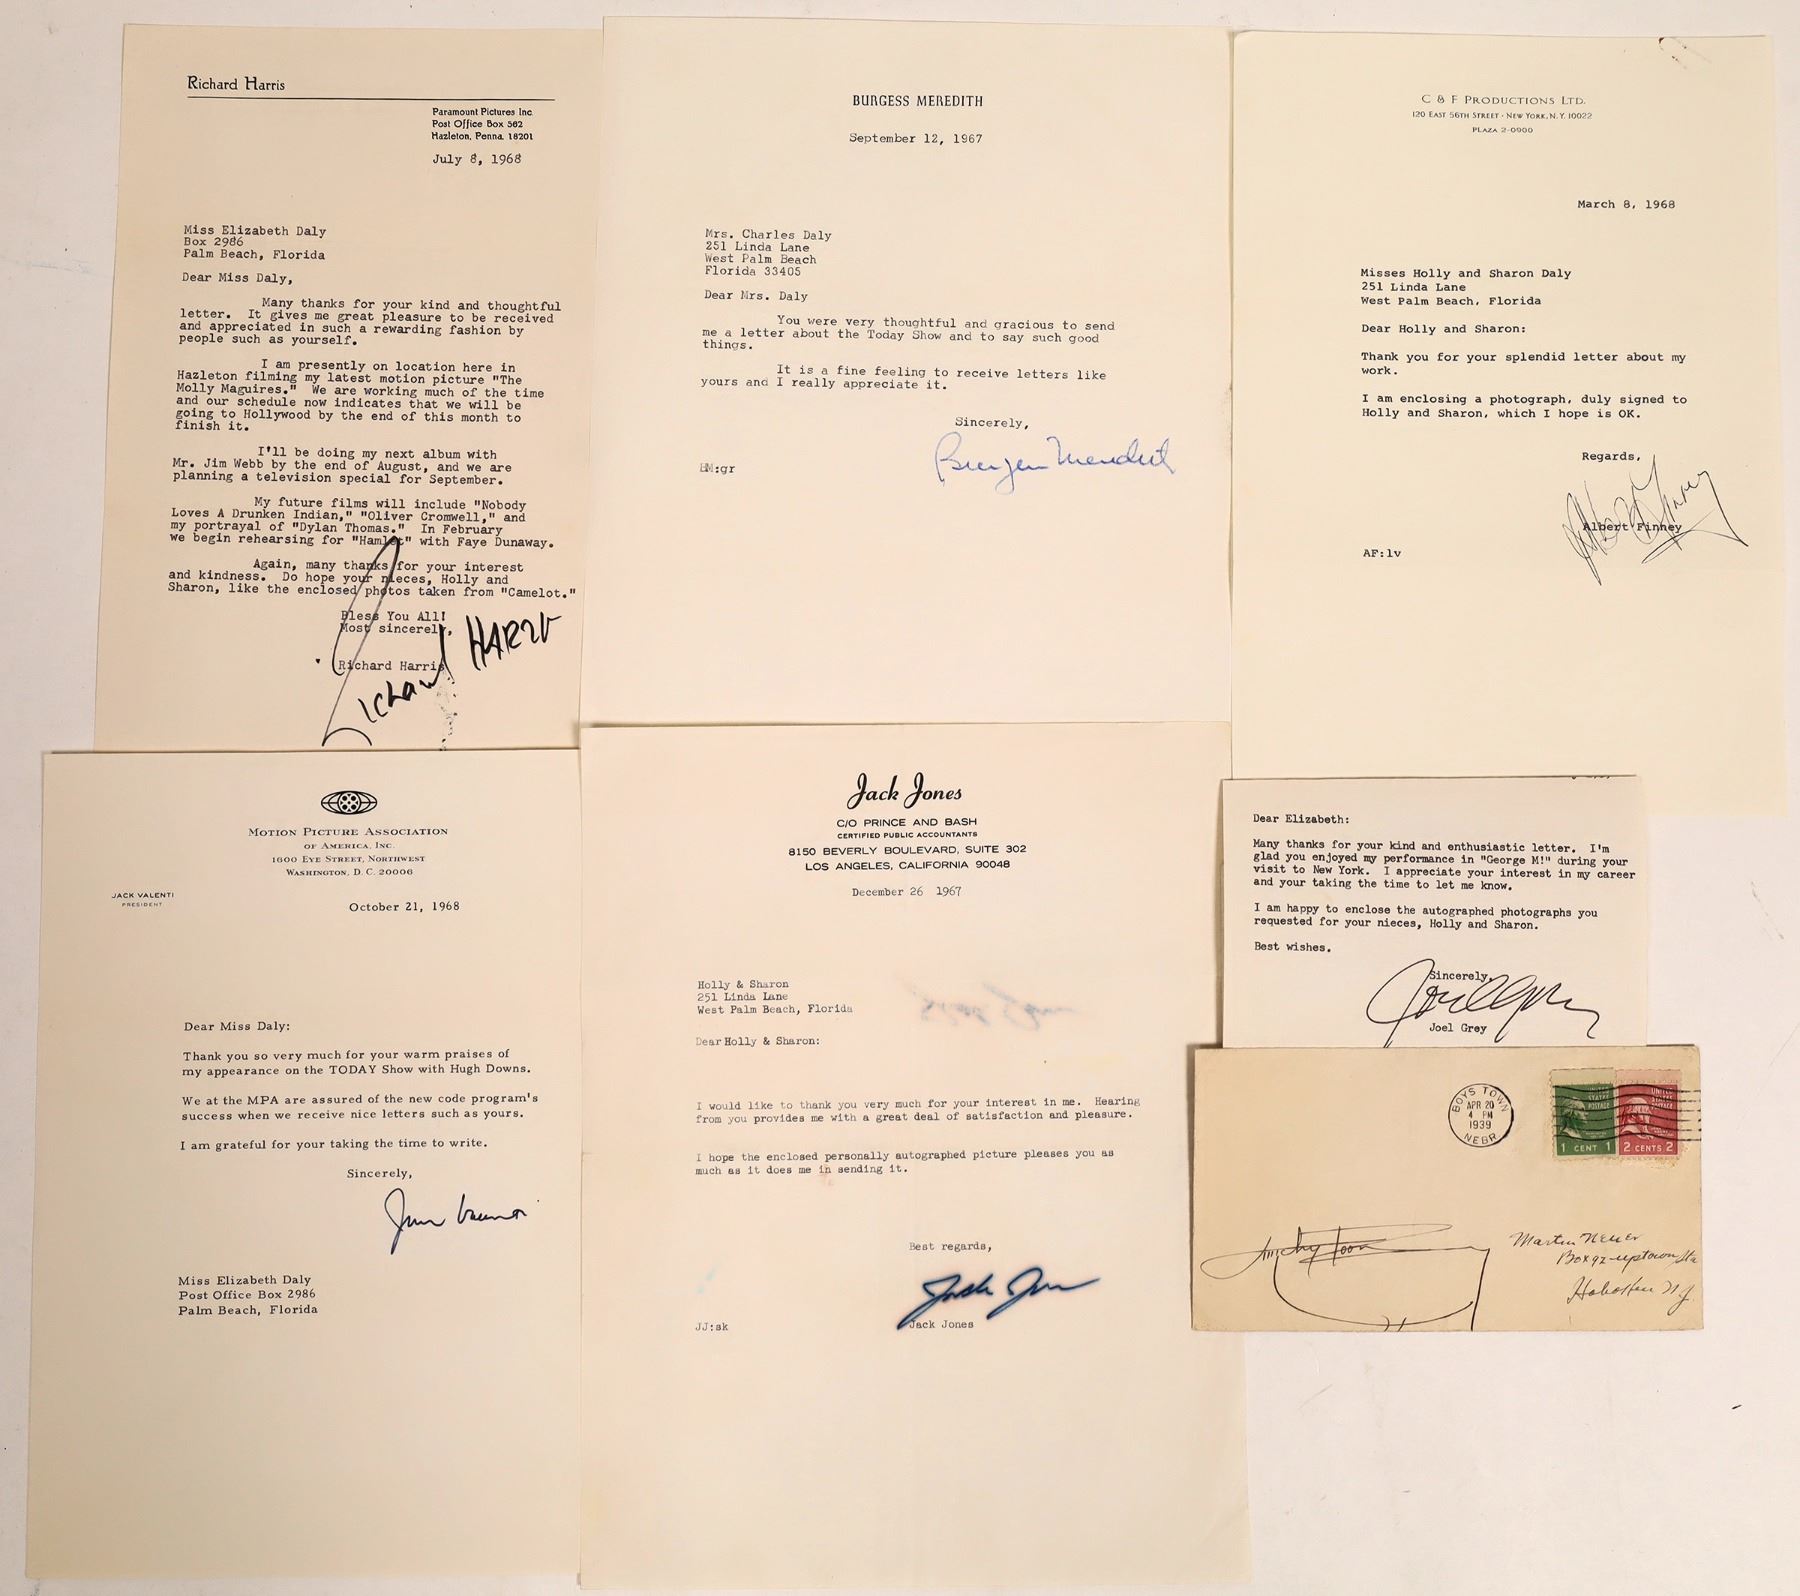 Richard Harris
Paramount Pictures Inc.
Post Office Box 562
Hazleton, Penna. 18201
July 8, 1968
Miss Elizabeth Daly
Box 2986
Palm Beach, Florida
Dear Miss Daly,
Many thanks for your kind and thoughtful
letter. It gives me great pleasure to be received
and appreciated in such a rewarding fashion by
people such as yourself.
I am presently on location here in
Hazleton filming my latest motion picture "The
Molly Maguires." We are working much of the time
and our schedule now indicates that we will be
going to Hollywood by the end of this month to
finish it.
I'll be doing my next album with
Mr. Jim Webb by the end of August, and we are
planning a television special for September.
My future films will include "Nobody
Loves A Drunken Indian," "Oliver Cromwell," and
my portrayal of "Dylan Thomas." In February
we begin rehearsing for "Hamlet" with Faye Dunaway.
Again, many thanks for your interest
and kindness. Do hope your nieces, Holly and
Sharon, like the enclosed photos taken from "Camelot."
Bless You All!
Most sincerely,
Richard Harris
Richard HARRIS
BURGESS MEREDITH
September 12, 1967
Mrs. Charles Daly
251 Linda Lane
West Palm Beach
Florida 33405
Dear Mrs. Daly
You were very thoughtful and gracious to send
me a letter about the Today Show and to say such good
things.
It is a fine feeling to receive letters like
yours and I really appreciate it.
Sincerely,
Burgess Meredith
BM:gr
C & F PRODUCTIONS LTD.
120 EAST 56TH STREET · NEW YORK, N. Y. 10022
PLAZA 2-0900
March 8, 1968
Misses Holly and Sharon Daly
251 Linda Lane
West Palm Beach, Florida
Dear Holly and Sharon:
Thank you for your splendid letter about my
work.
I am enclosing a photograph, duly signed to
Holly and Sharon, which I hope is OK.
Regards,
Albert Finney
Albert Finney
AF:lv
MOTION PICTURE ASSOCIATION
OF AMERICA, INC.
1600 EYE STREET, NORTHWEST
WASHINGTON, D. C. 20006
JACK VALENTI
PRESIDENT
October 21, 1968
Dear Miss Daly:
Thank you so very much for your warm praises of
my appearance on the TODAY Show with Hugh Downs.
We at the MPA are assured of the new code program's
success when we receive nice letters such as yours.
I am grateful for your taking the time to write.
Sincerely,
Jack Valenti
Miss Elizabeth Daly
Post Office Box 2986
Palm Beach, Florida
Jack Jones
C/O PRINCE AND BASH
CERTIFIED PUBLIC ACCOUNTANTS
8150 BEVERLY BOULEVARD, SUITE 302
LOS ANGELES, CALIFORNIA 90048
December 26 1967
Holly & Sharon
251 Linda Lane
West Palm Beach, Florida
Dear Holly & Sharon:
I would like to thank you very much for your interest in me. Hearing
from you provides me with a great deal of satisfaction and pleasure.
I hope the enclosed personally autographed picture pleases you as
much as it does me in sending it.
Best regards,
Jack Jones
Jack Jones
JJ:sk
Dear Elizabeth:
Many thanks for your kind and enthusiastic letter. I'm
glad you enjoyed my performance in "George M!" during your
visit to New York. I appreciate your interest in my career
and your taking the time to let me know.
I am happy to enclose the autographed photographs you
requested for your nieces, Holly and Sharon.
Best wishes.
Sincerely,
Joel Grey
Joel Grey
BOYS TOWN
APR 20
4 PM
1939
NEBR
UNITED STATES POSTAGE
1 CENT 1
UNITED STATES POSTAGE
2 CENTS 2
Martin
Box 92 uptown Sta
Hoboken NJ